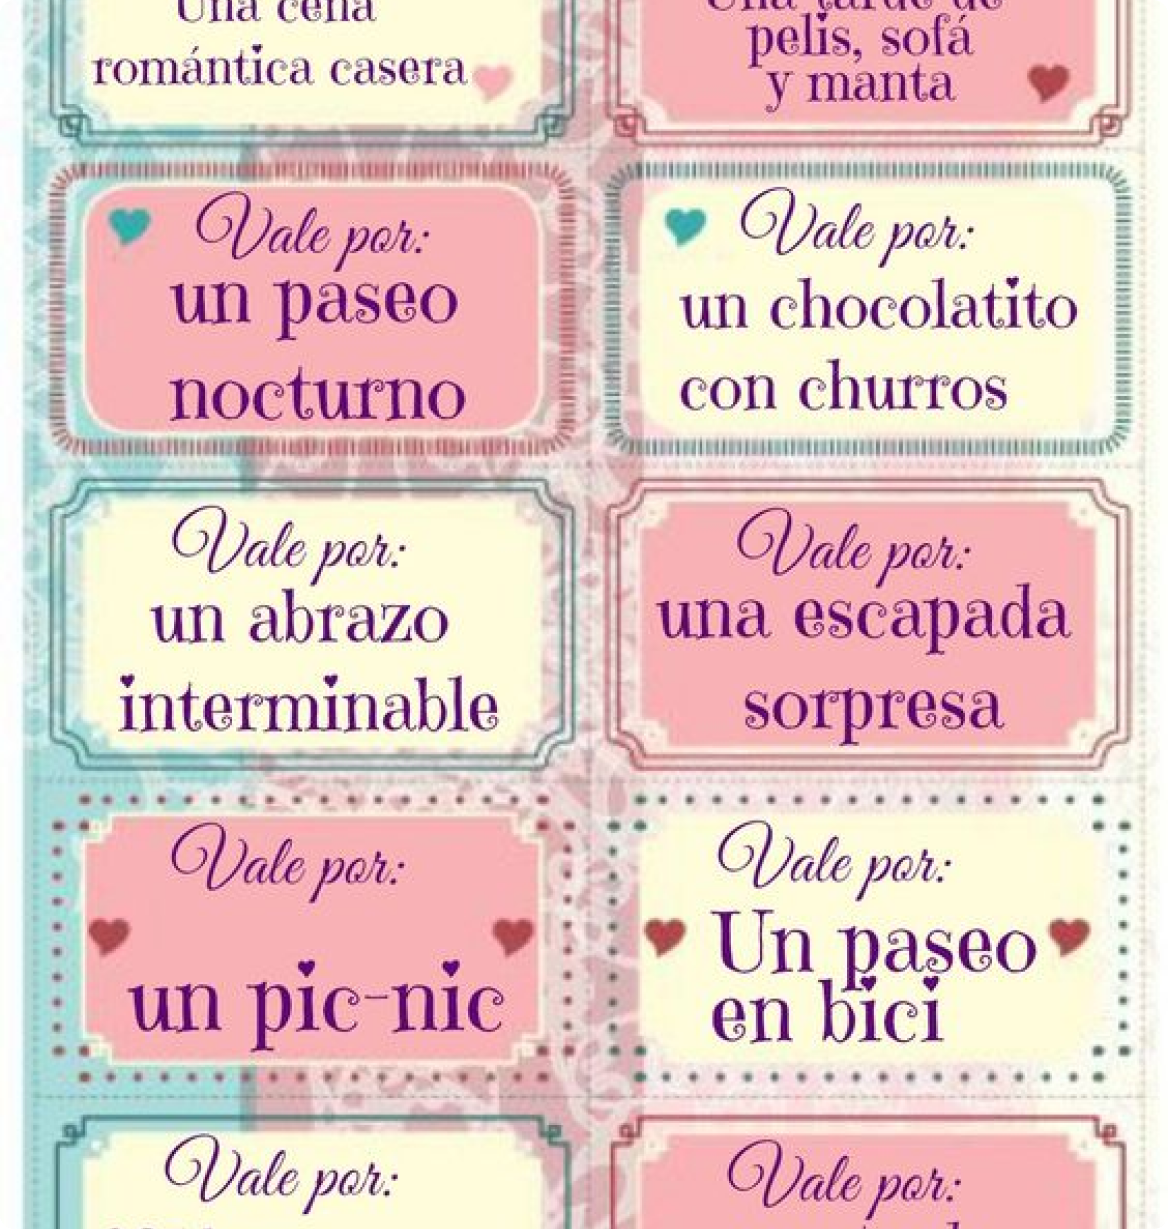 Una cena
romántica casera
Una tarde de
pelis, sofá
y manta
Vale por:
un paseo
nocturno
Vale por:
un chocolatito
con churros
Vale por:
un abrazo
interminable
Vale por:
una escapada
sorpresa
Vale por:
un pic-nic
Vale por:
Un paseo
en bici
Vale por:
Vale por: